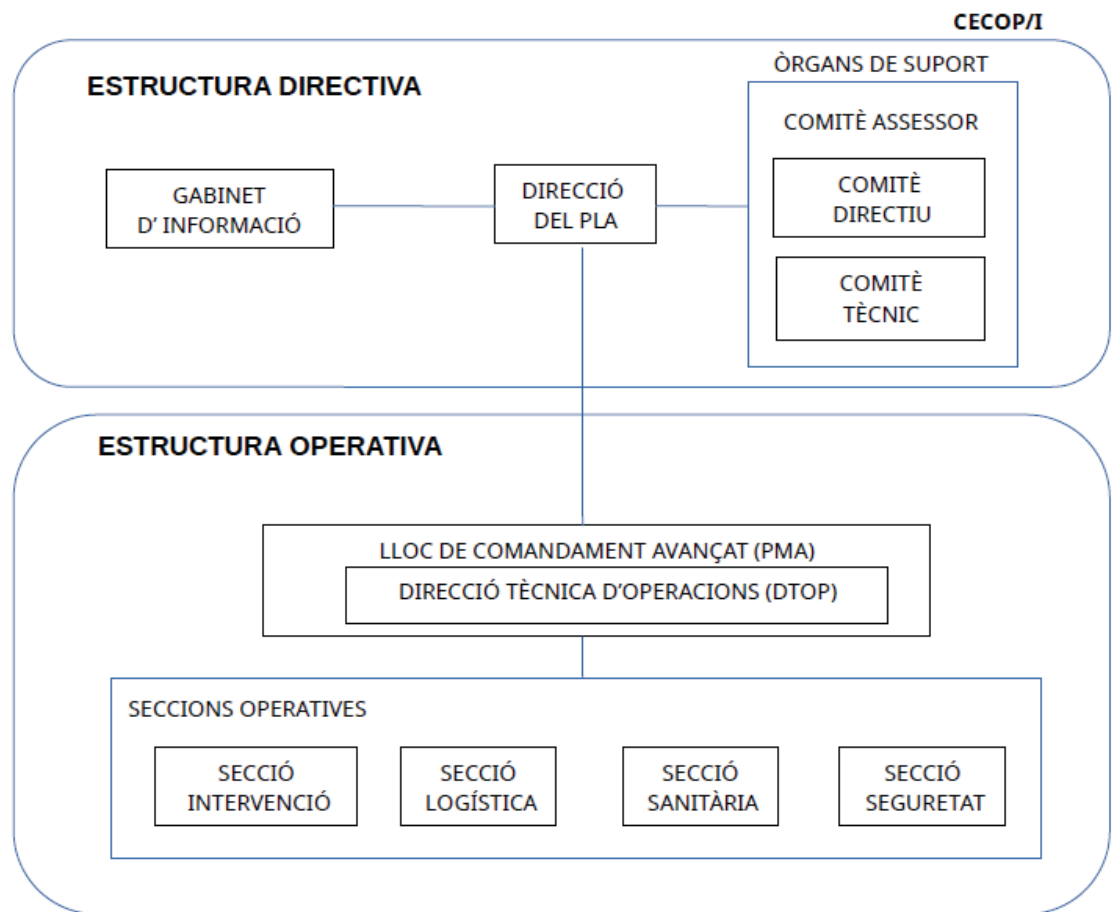 CECOP/I
ESTRUCTURA DIRECTIVA
ÒRGANS DE SUPORT
COMITÈ ASSESSOR
GABINET
D' INFORMACIÓ
DIRECCIÓ
DEL PLA
COMITÈ
DIRECTIU
COMITÈ
TÈCNIC
ESTRUCTURA OPERATIVA
LLOC DE COMANDAMENT AVANÇAT (PMA)
DIRECCIÓ TÈCNICA D'OPERACIONS (DTOP)
SECCIONS OPERATIVES
SECCIÓ
INTERVENCIÓ
SECCIÓ
LOGÍSTICA
SECCIÓ
SANITÀRIA
SECCIÓ
SEGURETAT